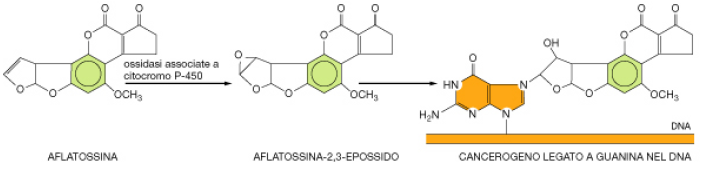 O O
O
O
O
OCH₃
ossidasi associate a
citocromo P-450
O O
O
O
O
O
OCH₃
O
HN
H₂N
N
N
N
N
OH
O
O
O O
O
OCH₃
DNA
AFLATOSSINA
AFLATOSSINA-2,3-EPOSSIDO
CANCEROGENO LEGATO A GUANINA NEL DNA